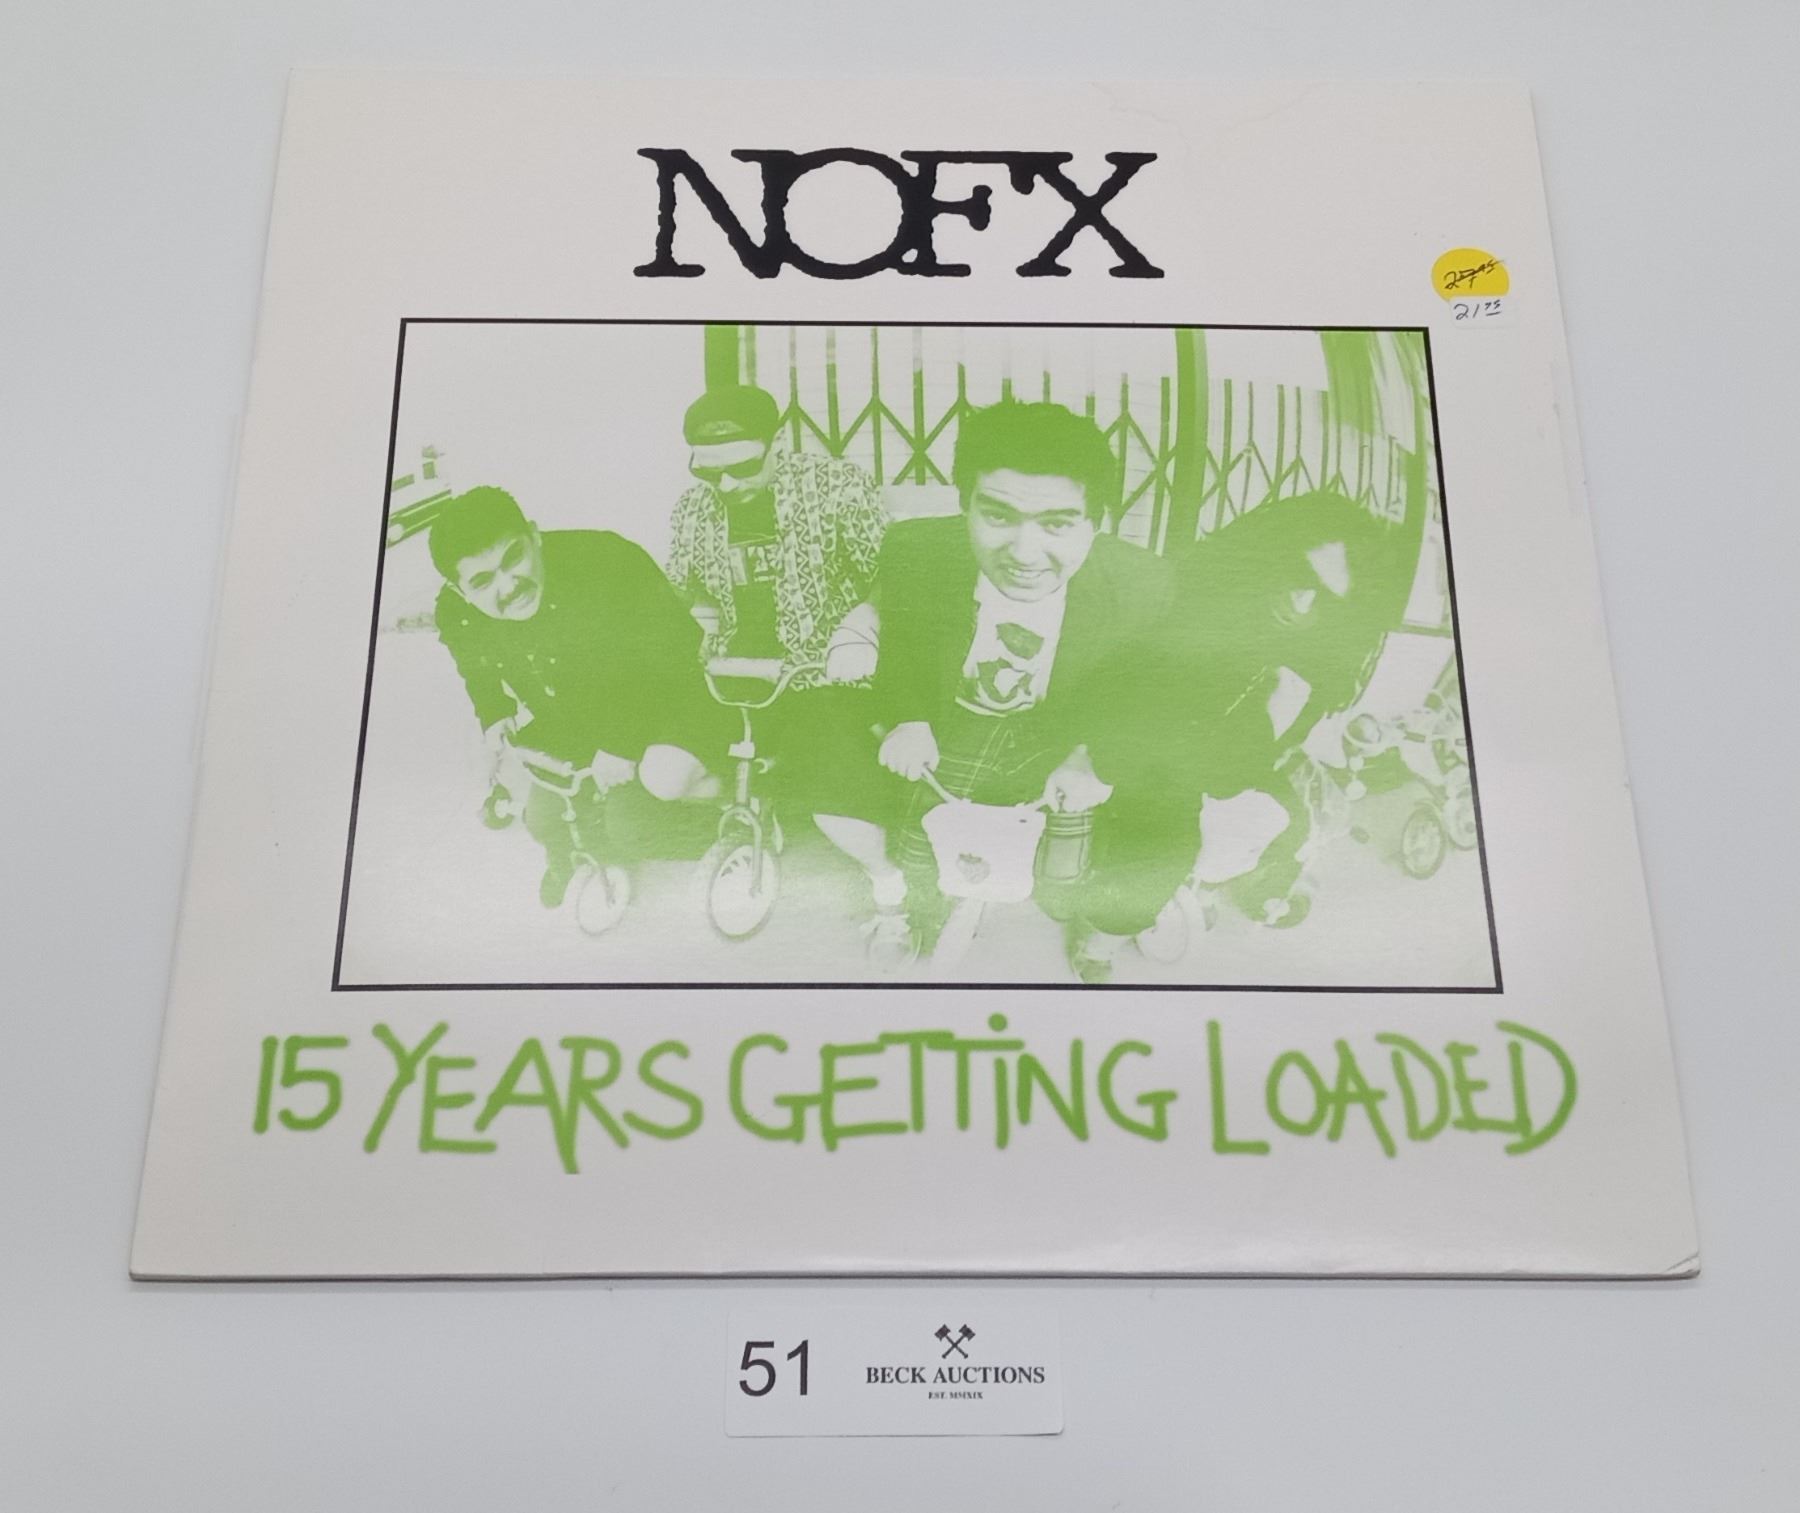 NOFX
21 75
15 YEARS GETTING LOADED
51
BECK AUCTIONS
EST. MMXIX